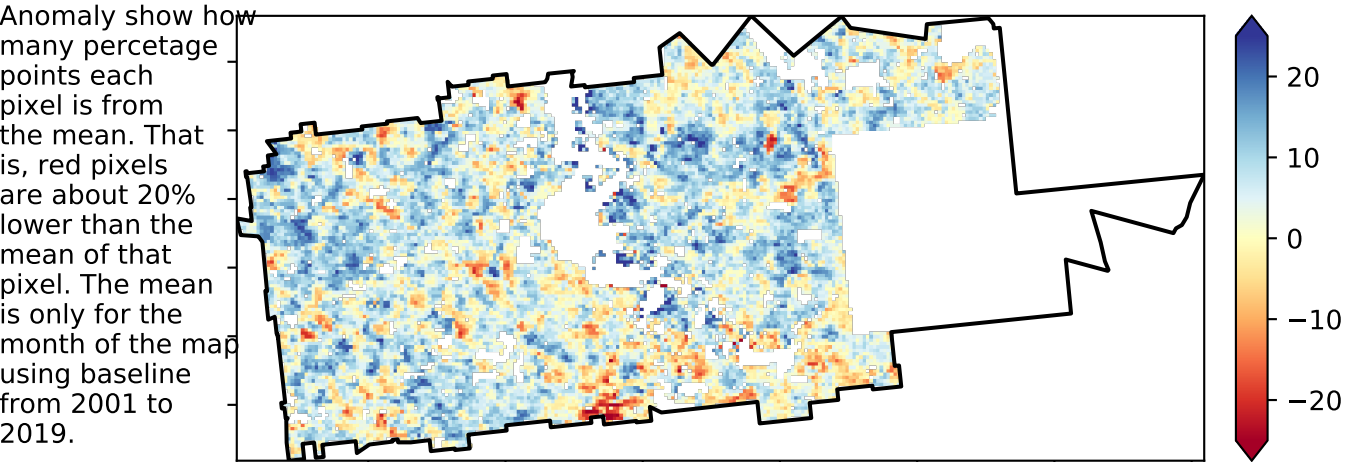 Anomaly show how
many percetage
points each
pixel is from
the mean. That
is, red pixels
are about 20%
lower than the
mean of that
pixel. The mean
is only for the
month of the map
using baseline
from 2001 to
2019.
20
10
0
−10
−20